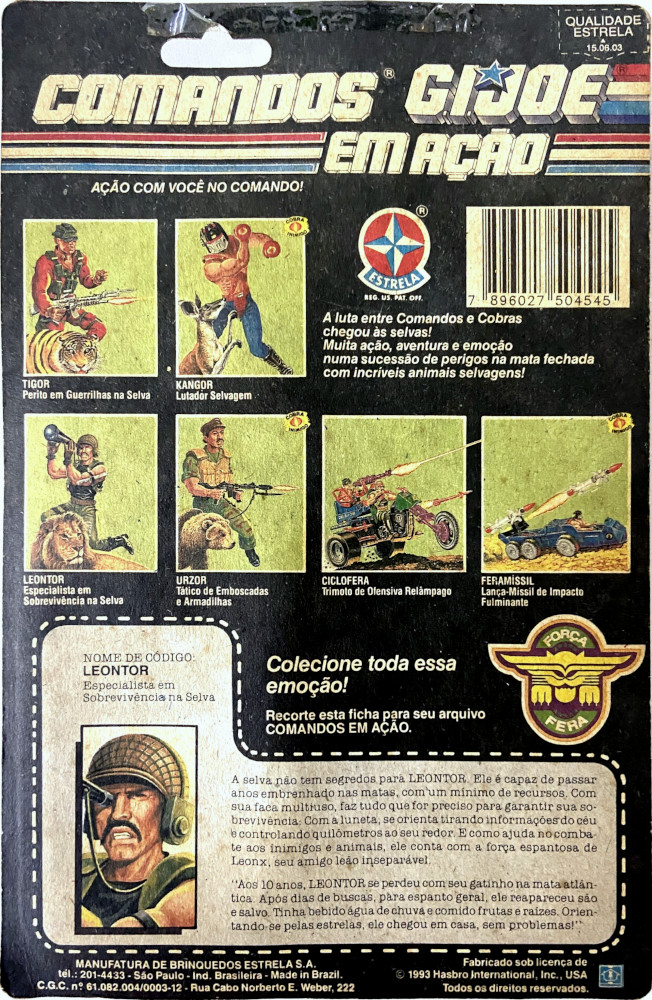 QUALIDADE
ESTRELA
15.06.03
COMANDOS® G.I.JOE®
EM AÇÃO
AÇÃO COM VOCÊ NO COMANDO!
COBRA
INIMIGO
ESTRELA
®
REG. US. PAT. OFF.
7 896027 504545
TIGOR
Perito em Guerrilhas na Selva
KANGOR
Lutador Selvagem
A luta entre Comandos e Cobras
chegou às selvas!
Muita ação, aventura e emoção
numa sucessão de perigos na mata fechada
com incríveis animais selvagens!
COBRA
INIMIGO
COBRA
INIMIGO
LEONTOR
Especialista em
Sobrevivência na Selva
URZOR
Tático de Emboscadas
e Armadilhas
CICLOFERA
Trimoto de Ofensiva Relâmpago
FERAMÍSSIL
Lança-Míssil de Impacto
Fulminante
NOME DE CÓDIGO:
LEONTOR
Especialista em
Sobrevivência na Selva
Colecione toda essa
emoção!
Recorte esta ficha para seu arquivo
COMANDOS EM AÇÃO.
FORÇA
FERA
A selva não tem segredos para LEONTOR. Ele é capaz de passar
anos embrenhado nas matas, com um mínimo de recursos. Com
sua faca multiuso, faz tudo que for preciso para garantir sua so-
brevivência. Com a luneta, se orienta tirando informações do céu
e controlando quilômetros ao seu redor. E como ajuda no comba-
te aos inimigos e animais, ele conta com a força espantosa de
Leonx, seu amigo leão inseparável.
"Aos 10 anos, LEONTOR se perdeu com seu gatinho na mata atlân-
tica. Após dias de buscas, para espanto geral, ele reapareceu são
e salvo. Tinha bebido água de chuva e comido frutas e raízes. Orien-
tando-se pelas estrelas, ele chegou em casa, sem problemas!"
MANUFATURA DE BRINQUEDOS ESTRELA S.A.
tél.: 201-4433 - São Paulo - Ind. Brasileira - Made in Brazil.
C.G.C. nº 61.082.004/0003-12 - Rua Cabo Norberto E. Weber, 222
Fabricado sob licença de
© 1993 Hasbro International, Inc., USA
Todos os direitos reservados.